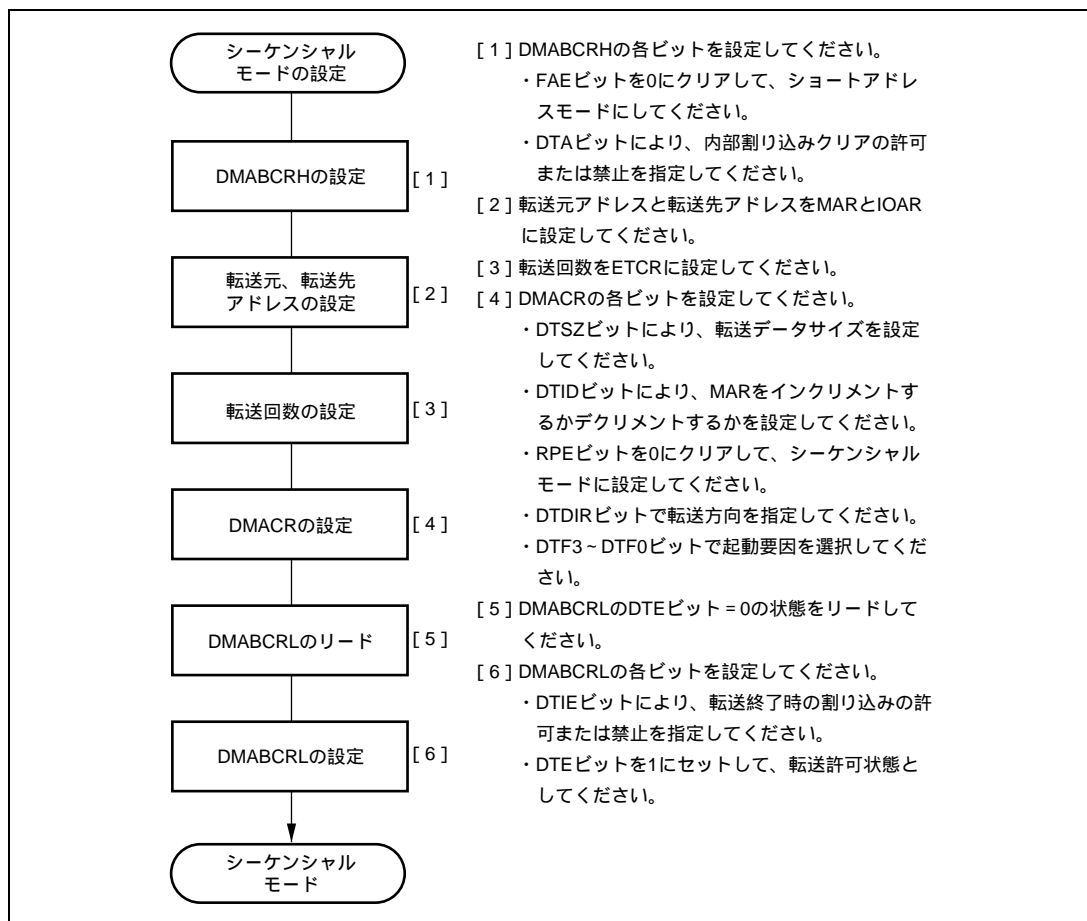 シーケンシャル
モードの設定
DMABCRHの設定
[1]
転送元、転送先
アドレスの設定
[2]
転送回数の設定
[3]
DMACRの設定
[4]
DMABCRLのリード
[5]
DMABCRLの設定
[6]
シーケンシャル
モード
[1] DMABCRHの各ビットを設定してください。
・FAEビットを0にクリアして、ショートアドレ
スモードにしてください。
・DTAビットにより、内部割り込みクリアの許可
または禁止を指定してください。
[2] 転送元アドレスと転送先アドレスをMARとIOAR
に設定してください。
[3] 転送回数をETCRに設定してください。
[4] DMACRの各ビットを設定してください。
・DTSZビットにより、転送データサイズを設定
してください。
・DTIDビットにより、MARをインクリメントす
るかデクリメントするかを設定してください。
・RPEビットを0にクリアして、シーケンシャル
モードに設定してください。
・DTDIRビットで転送方向を指定してください。
・DTF3~DTF0ビットで起動要因を選択してくだ
さい。
[5] DMABCRLのDTEビット=0の状態をリードして
ください。
[6] DMABCRLの各ビットを設定してください。
・DTIEビットにより、転送終了時の割り込みの許
可または禁止を指定してください。
・DTEビットを1にセットして、転送許可状態と
してください。